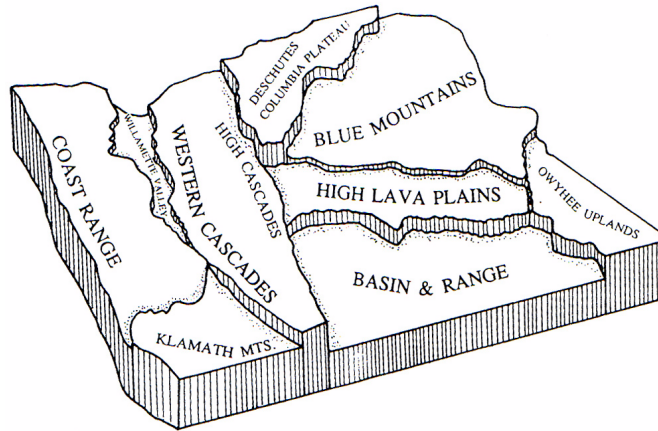 DESCHUTES
COLUMBIA PLATEAU
BLUE MOUNTAINS
WILLAMETTE VALLEY
COAST RANGE
WESTERN CASCADES
HIGH CASCADES
HIGH LAVA PLAINS
OWYHEE UPLANDS
BASIN & RANGE
KLAMATH MTS.